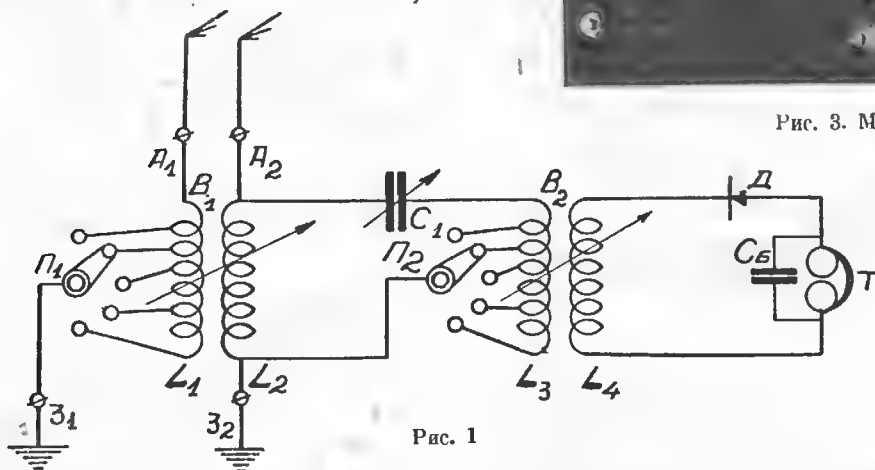 Рис. 3. М
А₁
А₂
В₁
С₁
В₂
Д
П₁
П₂
Сб
Т
L₁
L₂
L₃
L₄
З₁
З₂
Рис. 1